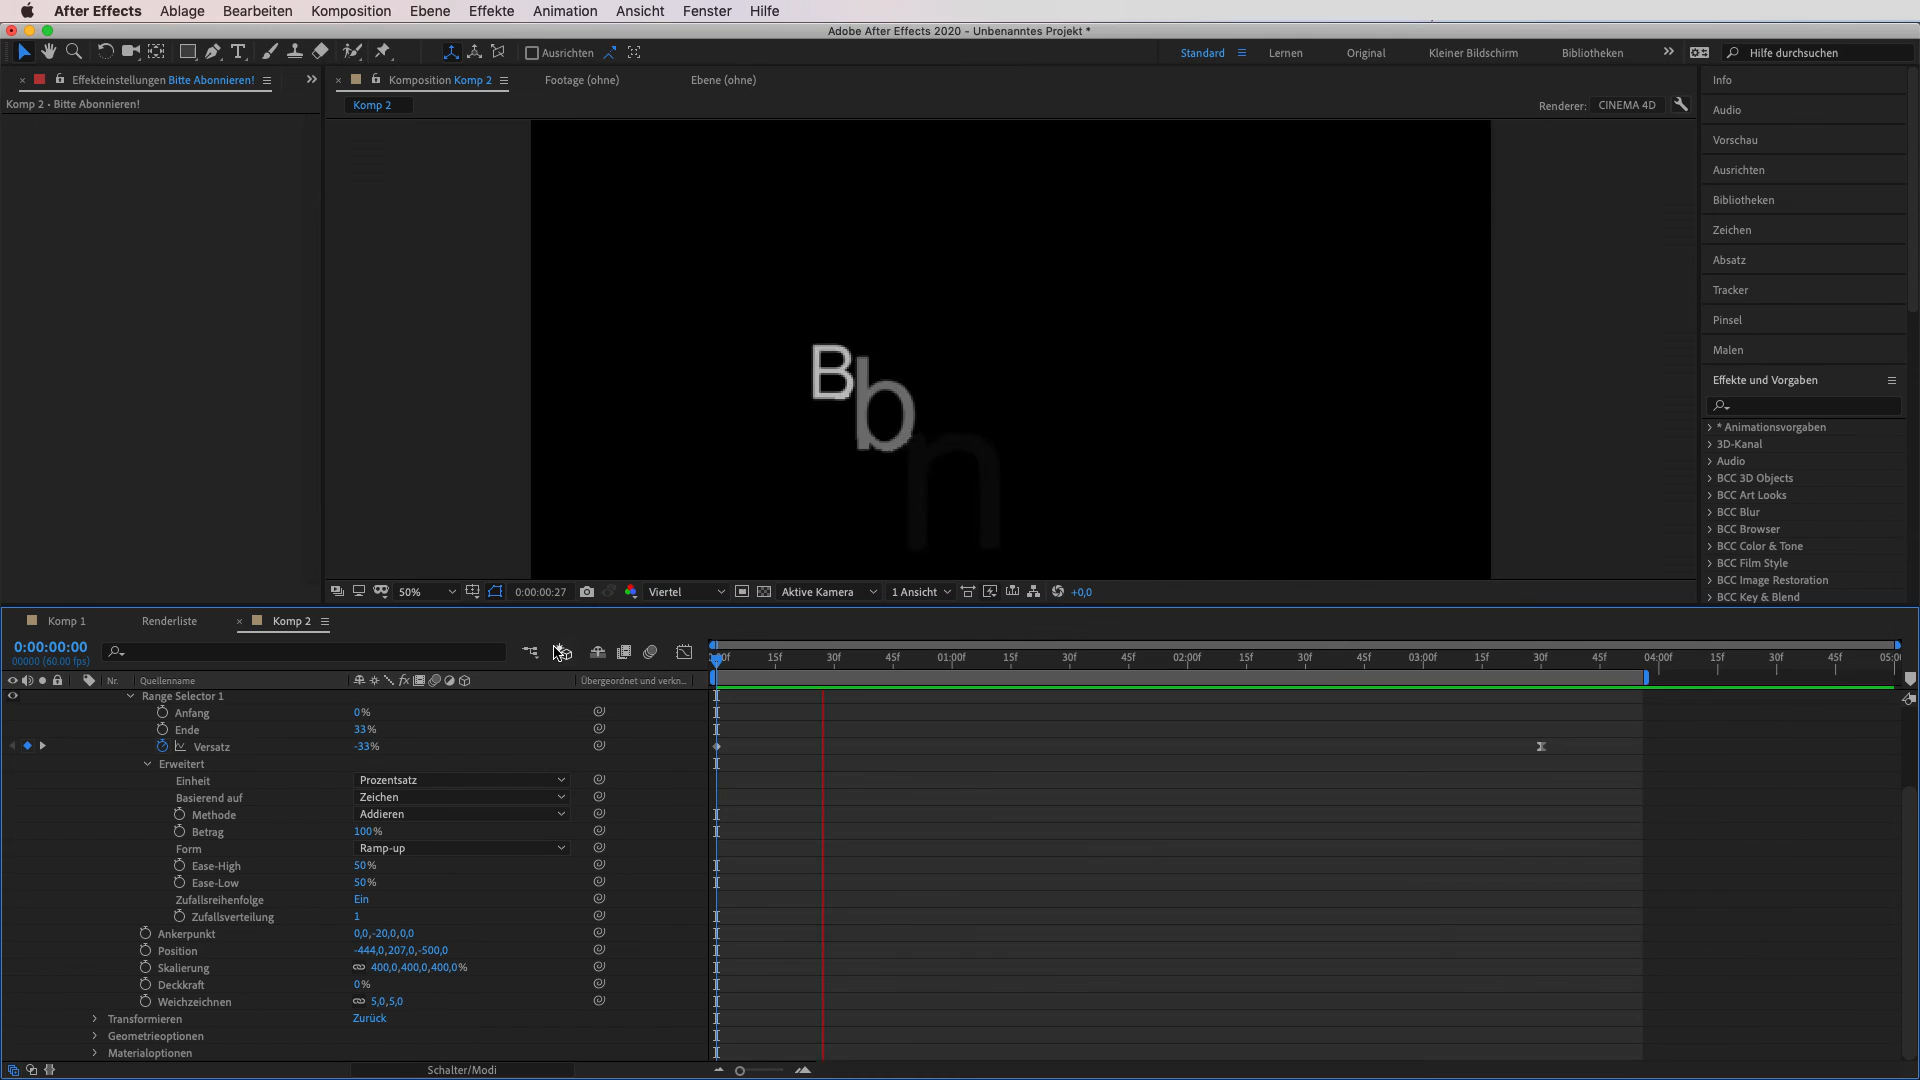 After Effects Ablage Bearbeiten Komposition Ebene Effekte Animation Ansicht Fenster Hilfe
Adobe After Effects 2020 - Unbenanntes Projekt *
Ausrichten Standard Lernen Original Kleiner Bildschirm Bibliotheken Hilfe durchsuchen
Effekteinstellungen Bitte Abonnieren!
Komposition Komp 2 Footage (ohne) Ebene (ohne)
Komp 2 • Bitte Abonnieren!
Komp 2 Renderer: CINEMA 4D
Info
Audio
Vorschau
Ausrichten
Bibliotheken
Zeichen
Absatz
Tracker
Pinsel
Malen
Effekte und Vorgaben
* Animationsvorgaben
3D-Kanal
Audio
BCC 3D Objects
BCC Art Looks
BCC Blur
BCC Browser
BCC Color & Tone
BCC Film Style
BCC Image Restoration
BCC Key & Blend
B b n
50% 0:00:00:27 Viertel Aktive Kamera 1 Ansicht +0,0
Komp 1 Renderliste Komp 2
0:00:00:00
00000 (60.00 fps)
15f 30f 45f 01:00f 15f 30f 45f 02:00f 15f 30f 45f 03:00f 15f 30f 45f 04:00f 15f 30f 45f
Nr. Quellenname fx Übergeordnet und verkn...
Range Selector 1
Anfang 0%
Ende 33%
Versatz -33%
Erweitert
Einheit Prozentsatz
Basierend auf Zeichen
Methode Addieren
Betrag 100%
Form Ramp-up
Ease-High 50%
Ease-Low 50%
Zufallsreihenfolge Ein
Zufallsverteilung 1
Ankerpunkt 0,0,-20,0,0,0
Position -444,0,207,0,-500,0
Skalierung 400,0,400,0,400,0%
Deckkraft 0%
Weichzeichnen 5,0,5,0
Transformieren Zurück
Geometrieoptionen
Materialoptionen
Schalter/Modi